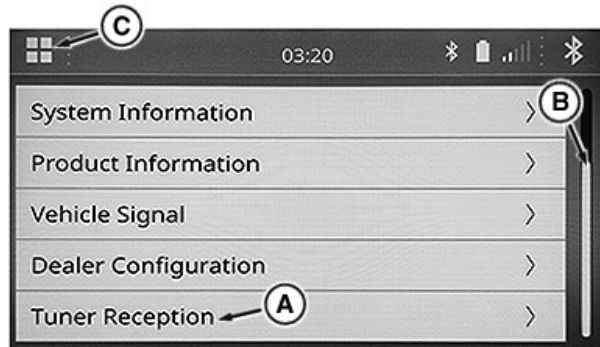 C
03:20
B
System Information
Product Information
Vehicle Signal
Dealer Configuration
Tuner Reception
A